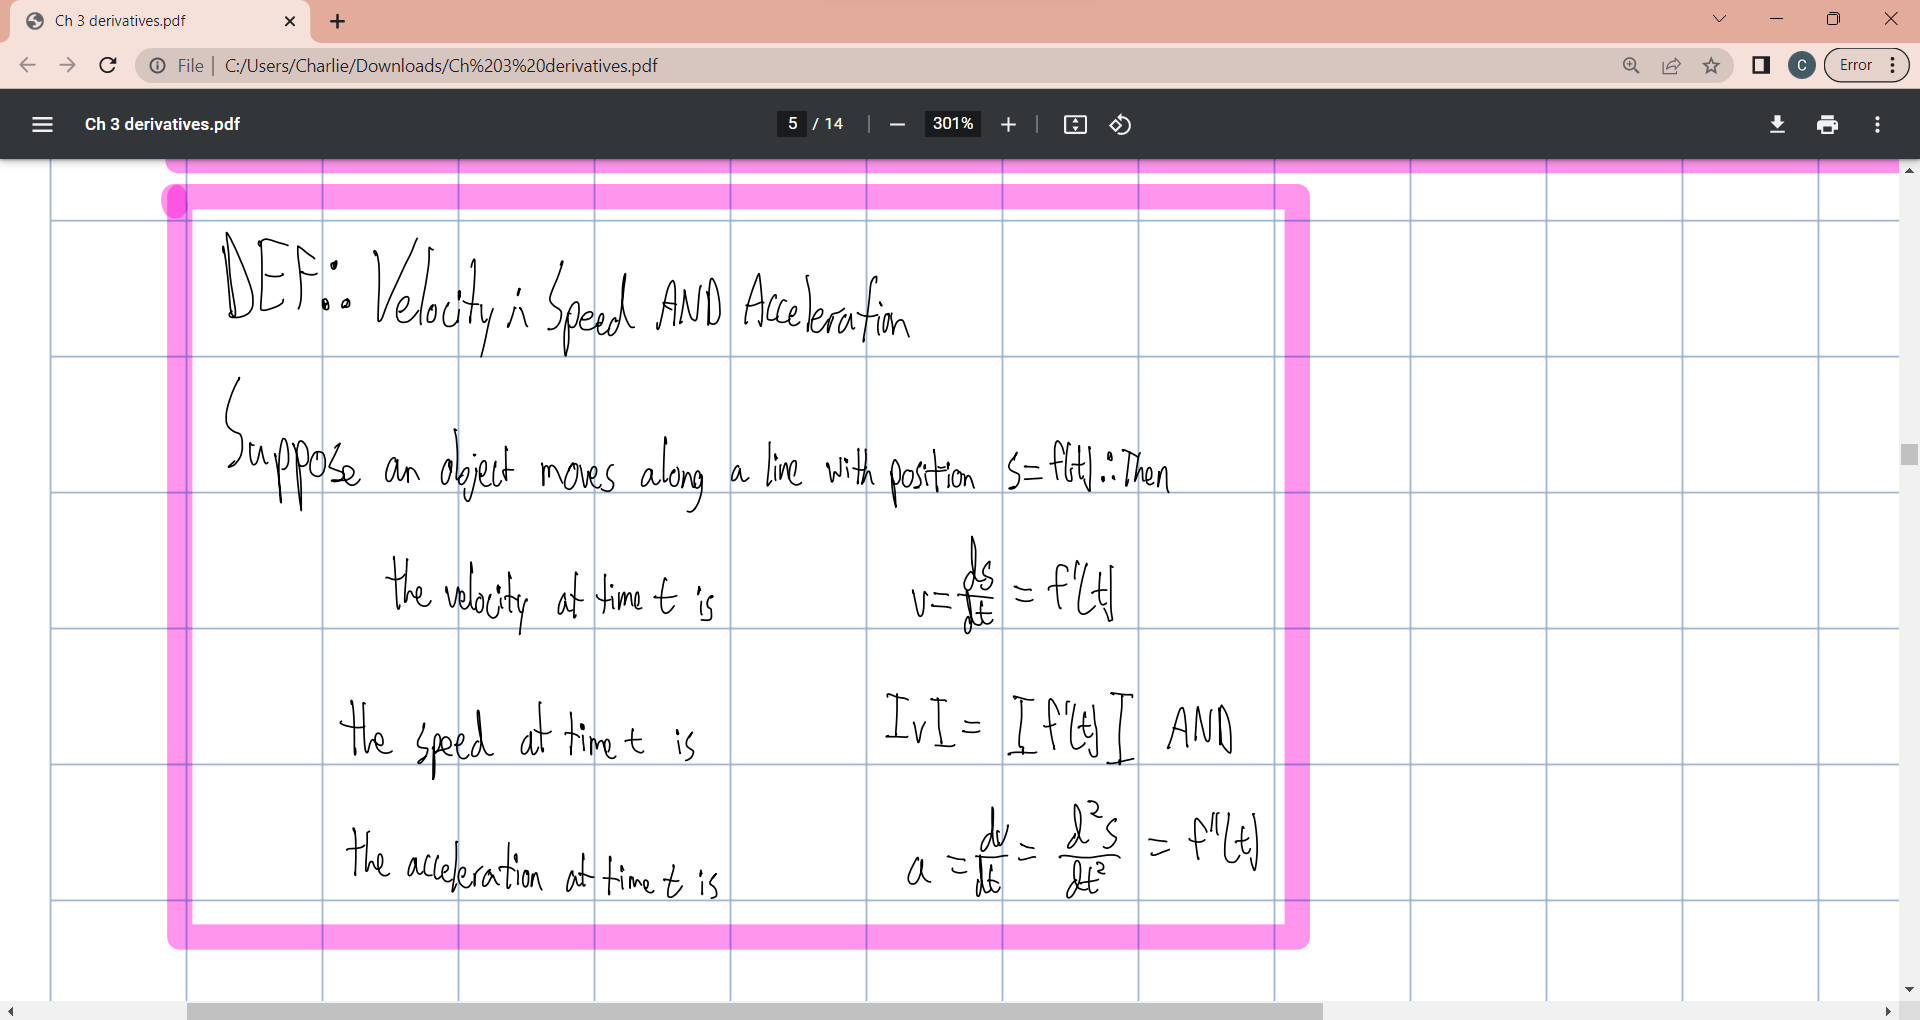 Ch 3 derivatives.pdf
File | C:/Users/Charlie/Downloads/Ch%203%20derivatives.pdf
C
Error
Ch 3 derivatives.pdf
5 / 14
301%
DEF∴ Velocity, Speed AND Acceleration
Suppose an object moves along a line with position s = f(t) ∴ Then
the velocity at time t is v = ds/dt = f'(t)
the speed at time t is |v| = |f'(t)| AND
the acceleration at time t is a = dv/dt = d²s/dt² = f''(t)